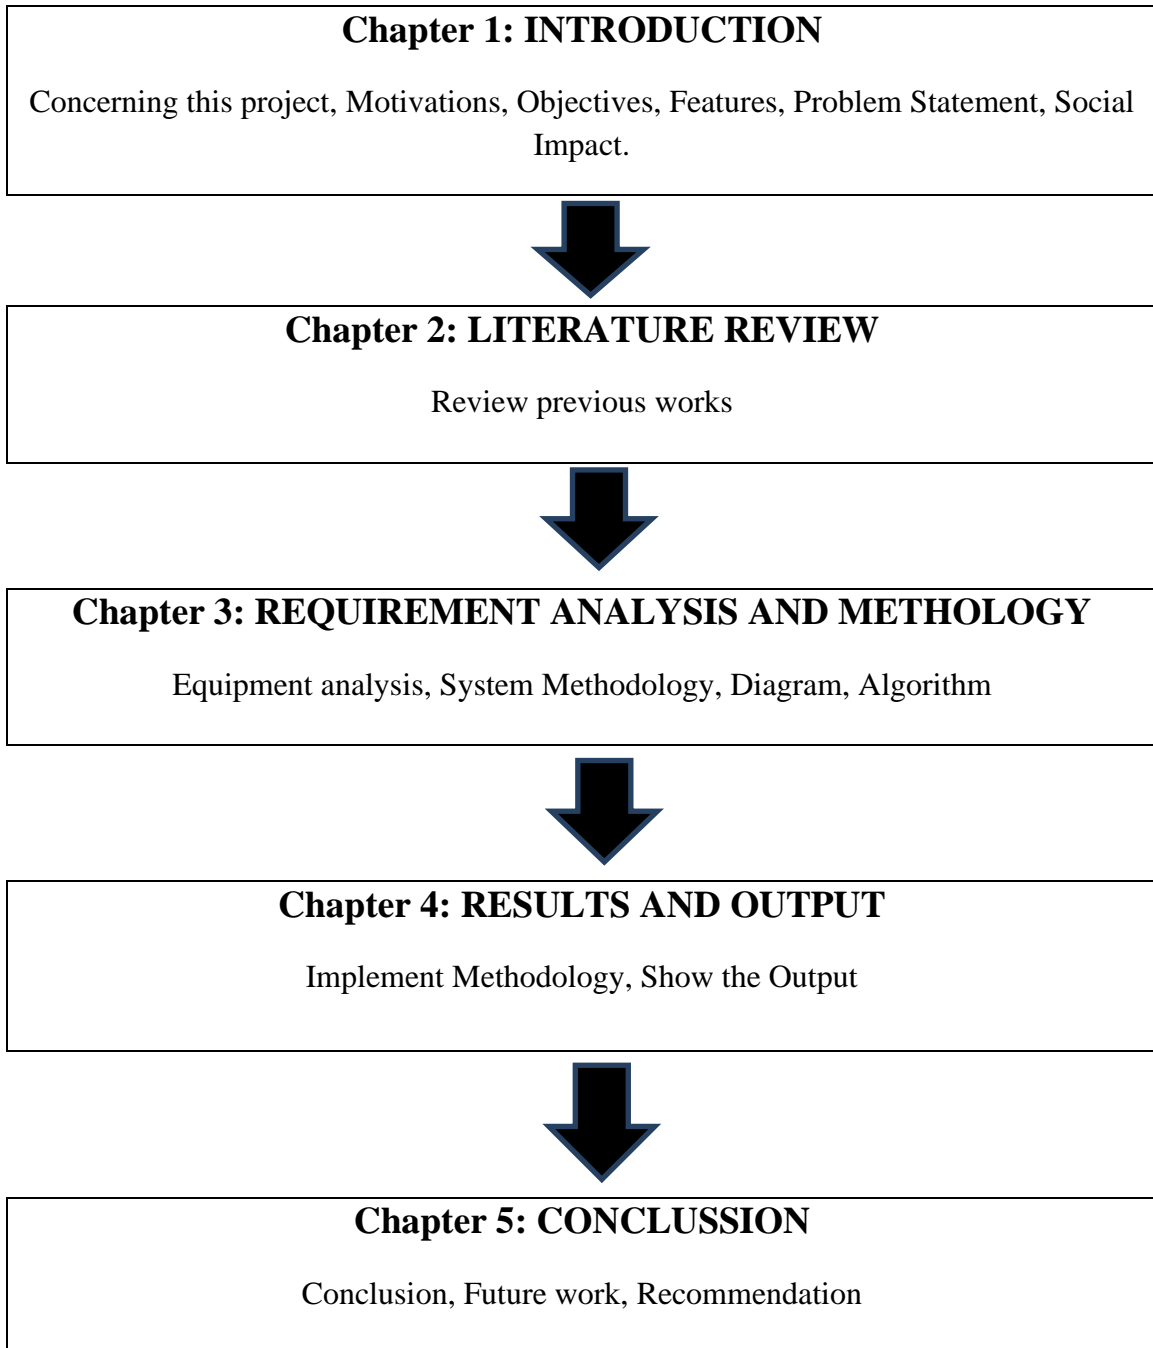 Chapter 1: INTRODUCTION
Concerning this project, Motivations, Objectives, Features, Problem Statement, Social
Impact.
Chapter 2: LITERATURE REVIEW
Review previous works
Chapter 3: REQUIREMENT ANALYSIS AND METHOLOGY
Equipment analysis, System Methodology, Diagram, Algorithm
Chapter 4: RESULTS AND OUTPUT
Implement Methodology, Show the Output
Chapter 5: CONCLUSSION
Conclusion, Future work, Recommendation